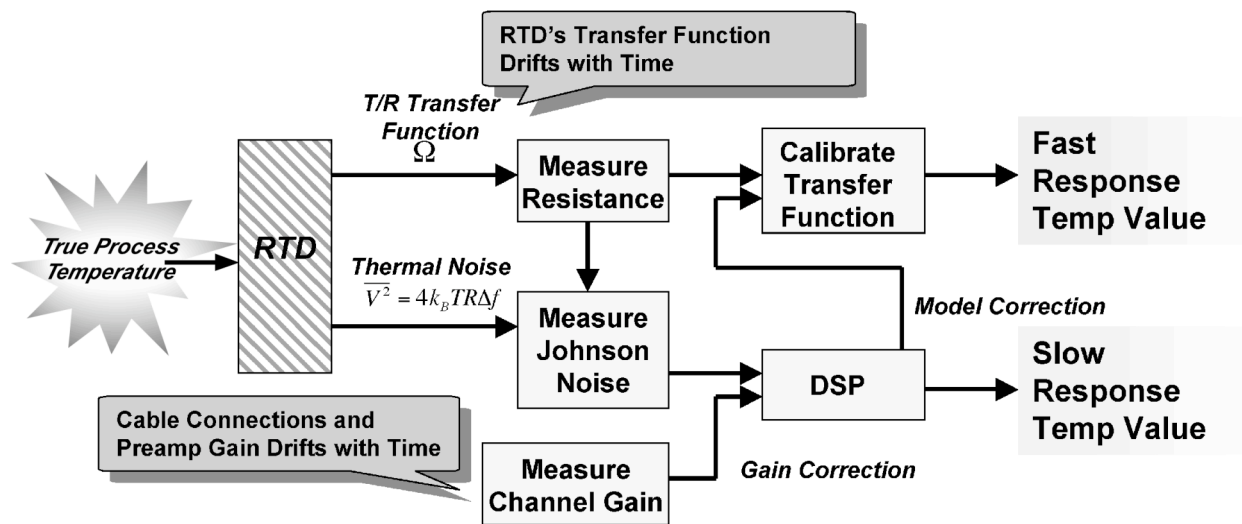 RTD's Transfer Function
Drifts with Time
T/R Transfer
Function
Ω
Measure
Resistance
Calibrate
Transfer
Function
Fast
Response
Temp Value
True Process
Temperature
RTD
Thermal Noise
V² = 4k_B TRΔf
Measure
Johnson
Noise
Model Correction
DSP
Slow
Response
Temp Value
Cable Connections and
Preamp Gain Drifts with Time
Measure
Channel Gain
Gain Correction